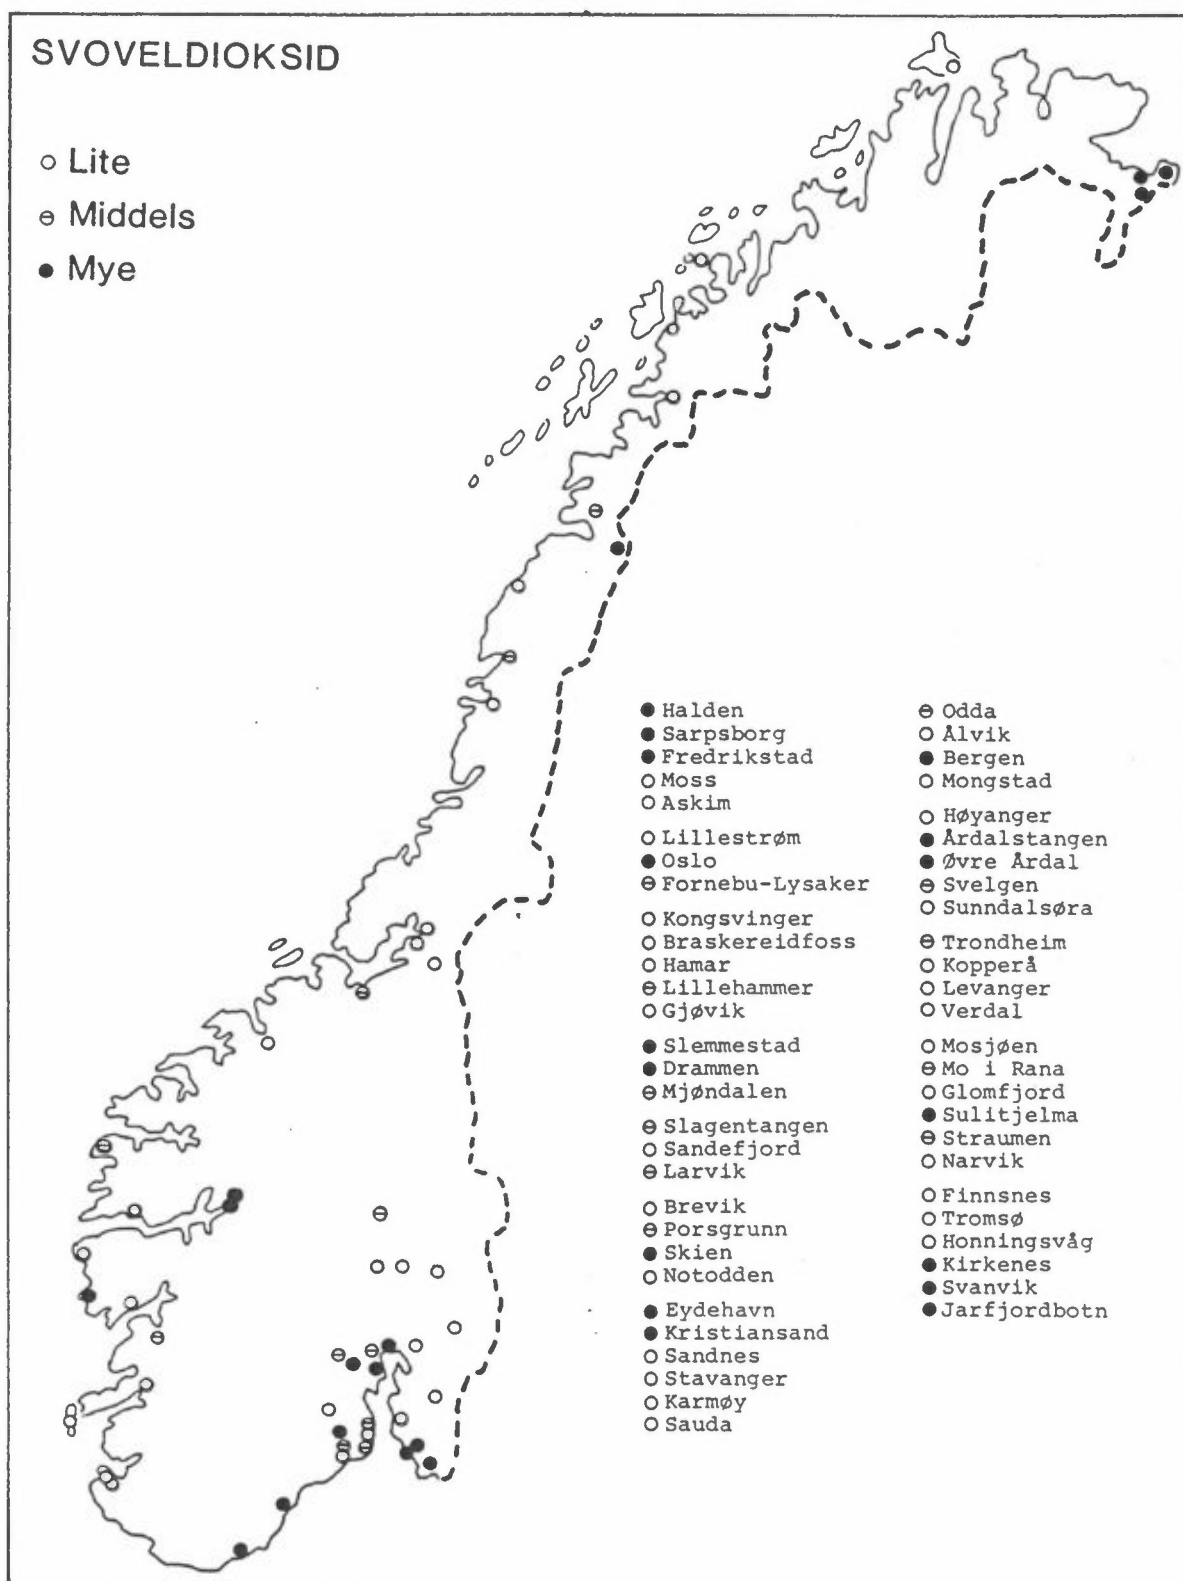 SVOVELDIOKSID
○ Lite
⊖ Middels
● Mye
● Halden
● Sarpsborg
● Fredrikstad
○ Moss
○ Askim
○ Lillestrøm
● Oslo
⊖ Fornebu-Lysaker
○ Kongsvinger
○ Braskereidfoss
○ Hamar
⊖ Lillehammer
○ Gjøvik
● Slemmestad
● Drammen
⊖ Mjøndalen
⊖ Slagentangen
○ Sandefjord
⊖ Larvik
○ Brevik
⊖ Porsgrunn
● Skien
○ Notodden
● Eydehavn
● Kristiansand
○ Sandnes
○ Stavanger
○ Karmøy
○ Sauda
⊖ Odda
○ Ålvik
● Bergen
○ Mongstad
○ Høyanger
● Årdalstangen
● Øvre Årdal
⊖ Svelgen
○ Sunndalsøra
⊖ Trondheim
○ Kopperå
○ Levanger
○ Verdal
○ Mosjøen
⊖ Mo i Rana
○ Glomfjord
● Sulitjelma
⊖ Straumen
○ Narvik
○ Finnsnes
○ Tromsø
○ Honningsvåg
● Kirkenes
● Svanvik
● Jarfjordbotn